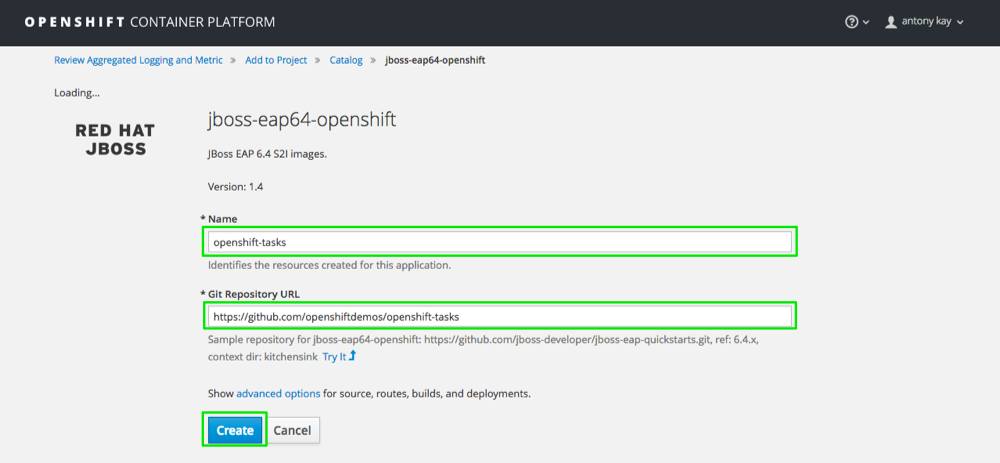 OPENSHIFT CONTAINER PLATFORM
antony kay
Review Aggregated Logging and Metric » Add to Project » Catalog » jboss-eap64-openshift
Loading...
RED HAT
JBOSS
jboss-eap64-openshift
JBoss EAP 6.4 S2I images.
Version: 1.4
* Name
openshift-tasks
Identifies the resources created for this application.
* Git Repository URL
https://github.com/openshiftdemos/openshift-tasks
Sample repository for jboss-eap64-openshift: https://github.com/jboss-developer/jboss-eap-quickstarts.git, ref: 6.4.x,
context dir: kitchensink Try It
Show advanced options for source, routes, builds, and deployments.
Create Cancel